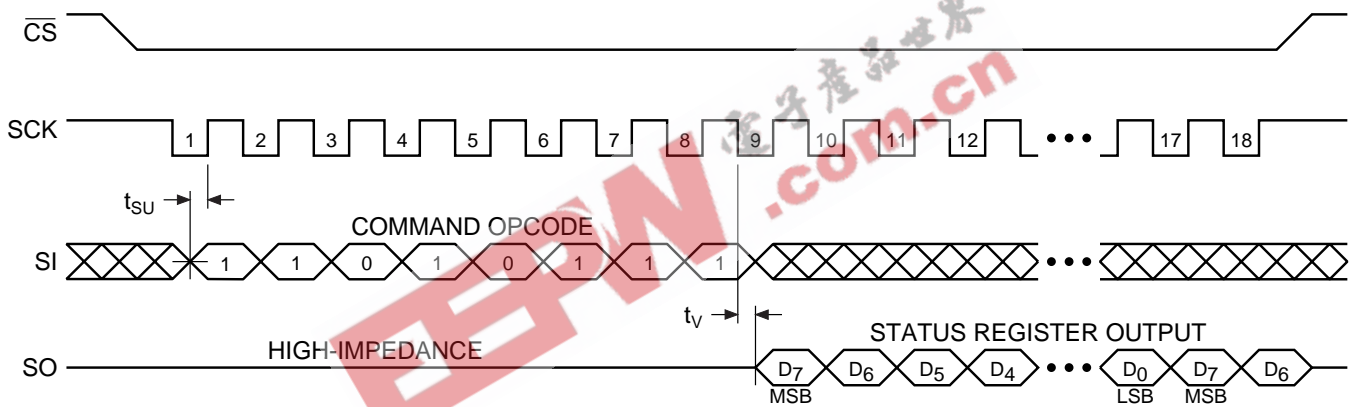 CS
SCK 1 2 3 4 5 6 7 8 9 10 11 12 ••• 17 18
tSU
COMMAND OPCODE
SI 1 1 0 1 0 1 1 1 •••
tV
HIGH-IMPEDANCE
STATUS REGISTER OUTPUT
SO D7 D6 D5 D4 ••• D0 D7 D6
MSB LSB MSB
EEPW
.com.cn
電子產品世界